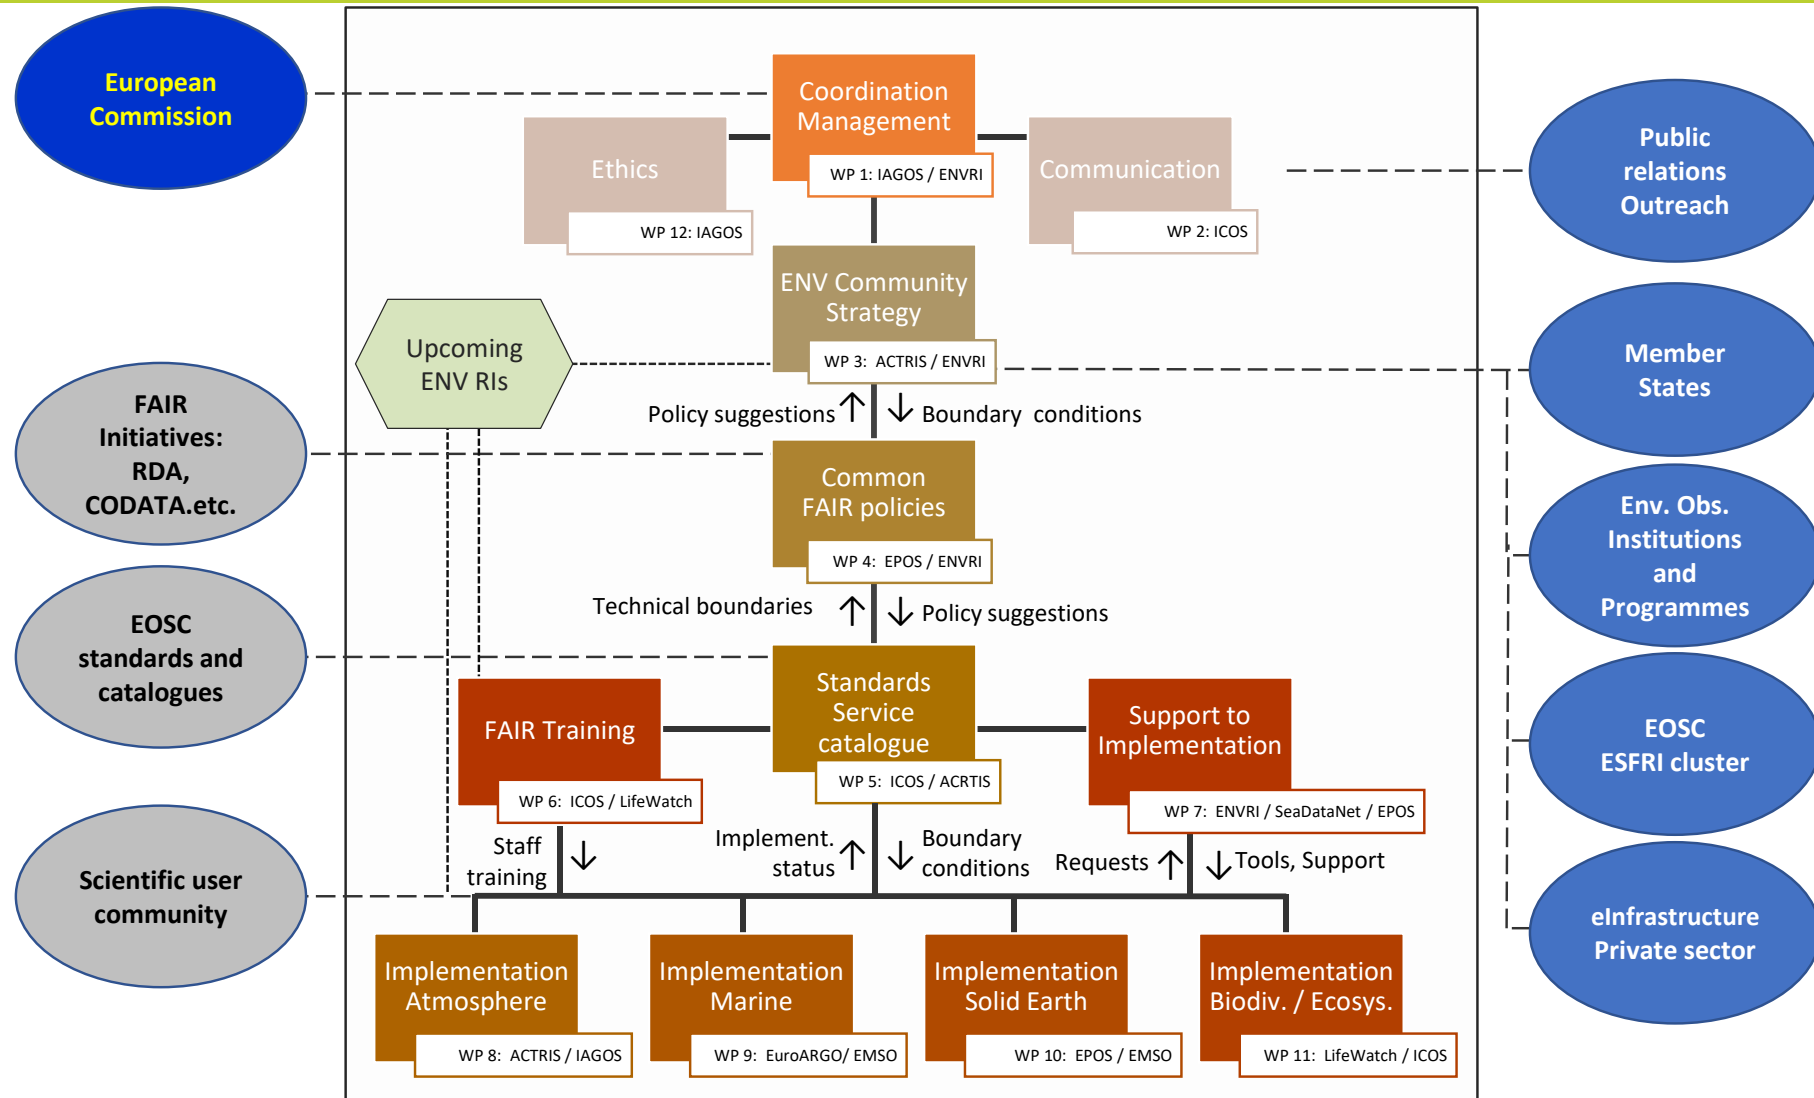 European
Commission
Coordination
Management
WP 1: IAGOS / ENVRI
Ethics
WP 12: IAGOS
Communication
WP 2: ICOS
Public
relations
Outreach
ENV Community
Strategy
WP 3: ACTRIS / ENVRI
Upcoming
ENV RIs
Member
States
Policy suggestions
Boundary conditions
FAIR
Initiatives:
RDA,
CODATA.etc.
Common
FAIR policies
WP 4: EPOS / ENVRI
Env. Obs.
Institutions
and
Programmes
Technical boundaries
Policy suggestions
EOSC
standards and
catalogues
FAIR Training
WP 6: ICOS / LifeWatch
Standards
Service
catalogue
WP 5: ICOS / ACRTIS
Support to
Implementation
WP 7: ENVRI / SeaDataNet / EPOS
EOSC
ESFRI cluster
Staff
training
Implement.
status
Boundary
conditions
Requests
Tools, Support
Scientific user
community
eInfrastructure
Private sector
Implementation
Atmosphere
WP 8: ACTRIS / IAGOS
Implementation
Marine
WP 9: EuroARGO/ EMSO
Implementation
Solid Earth
WP 10: EPOS / EMSO
Implementation
Biodiv. / Ecosys.
WP 11: LifeWatch / ICOS